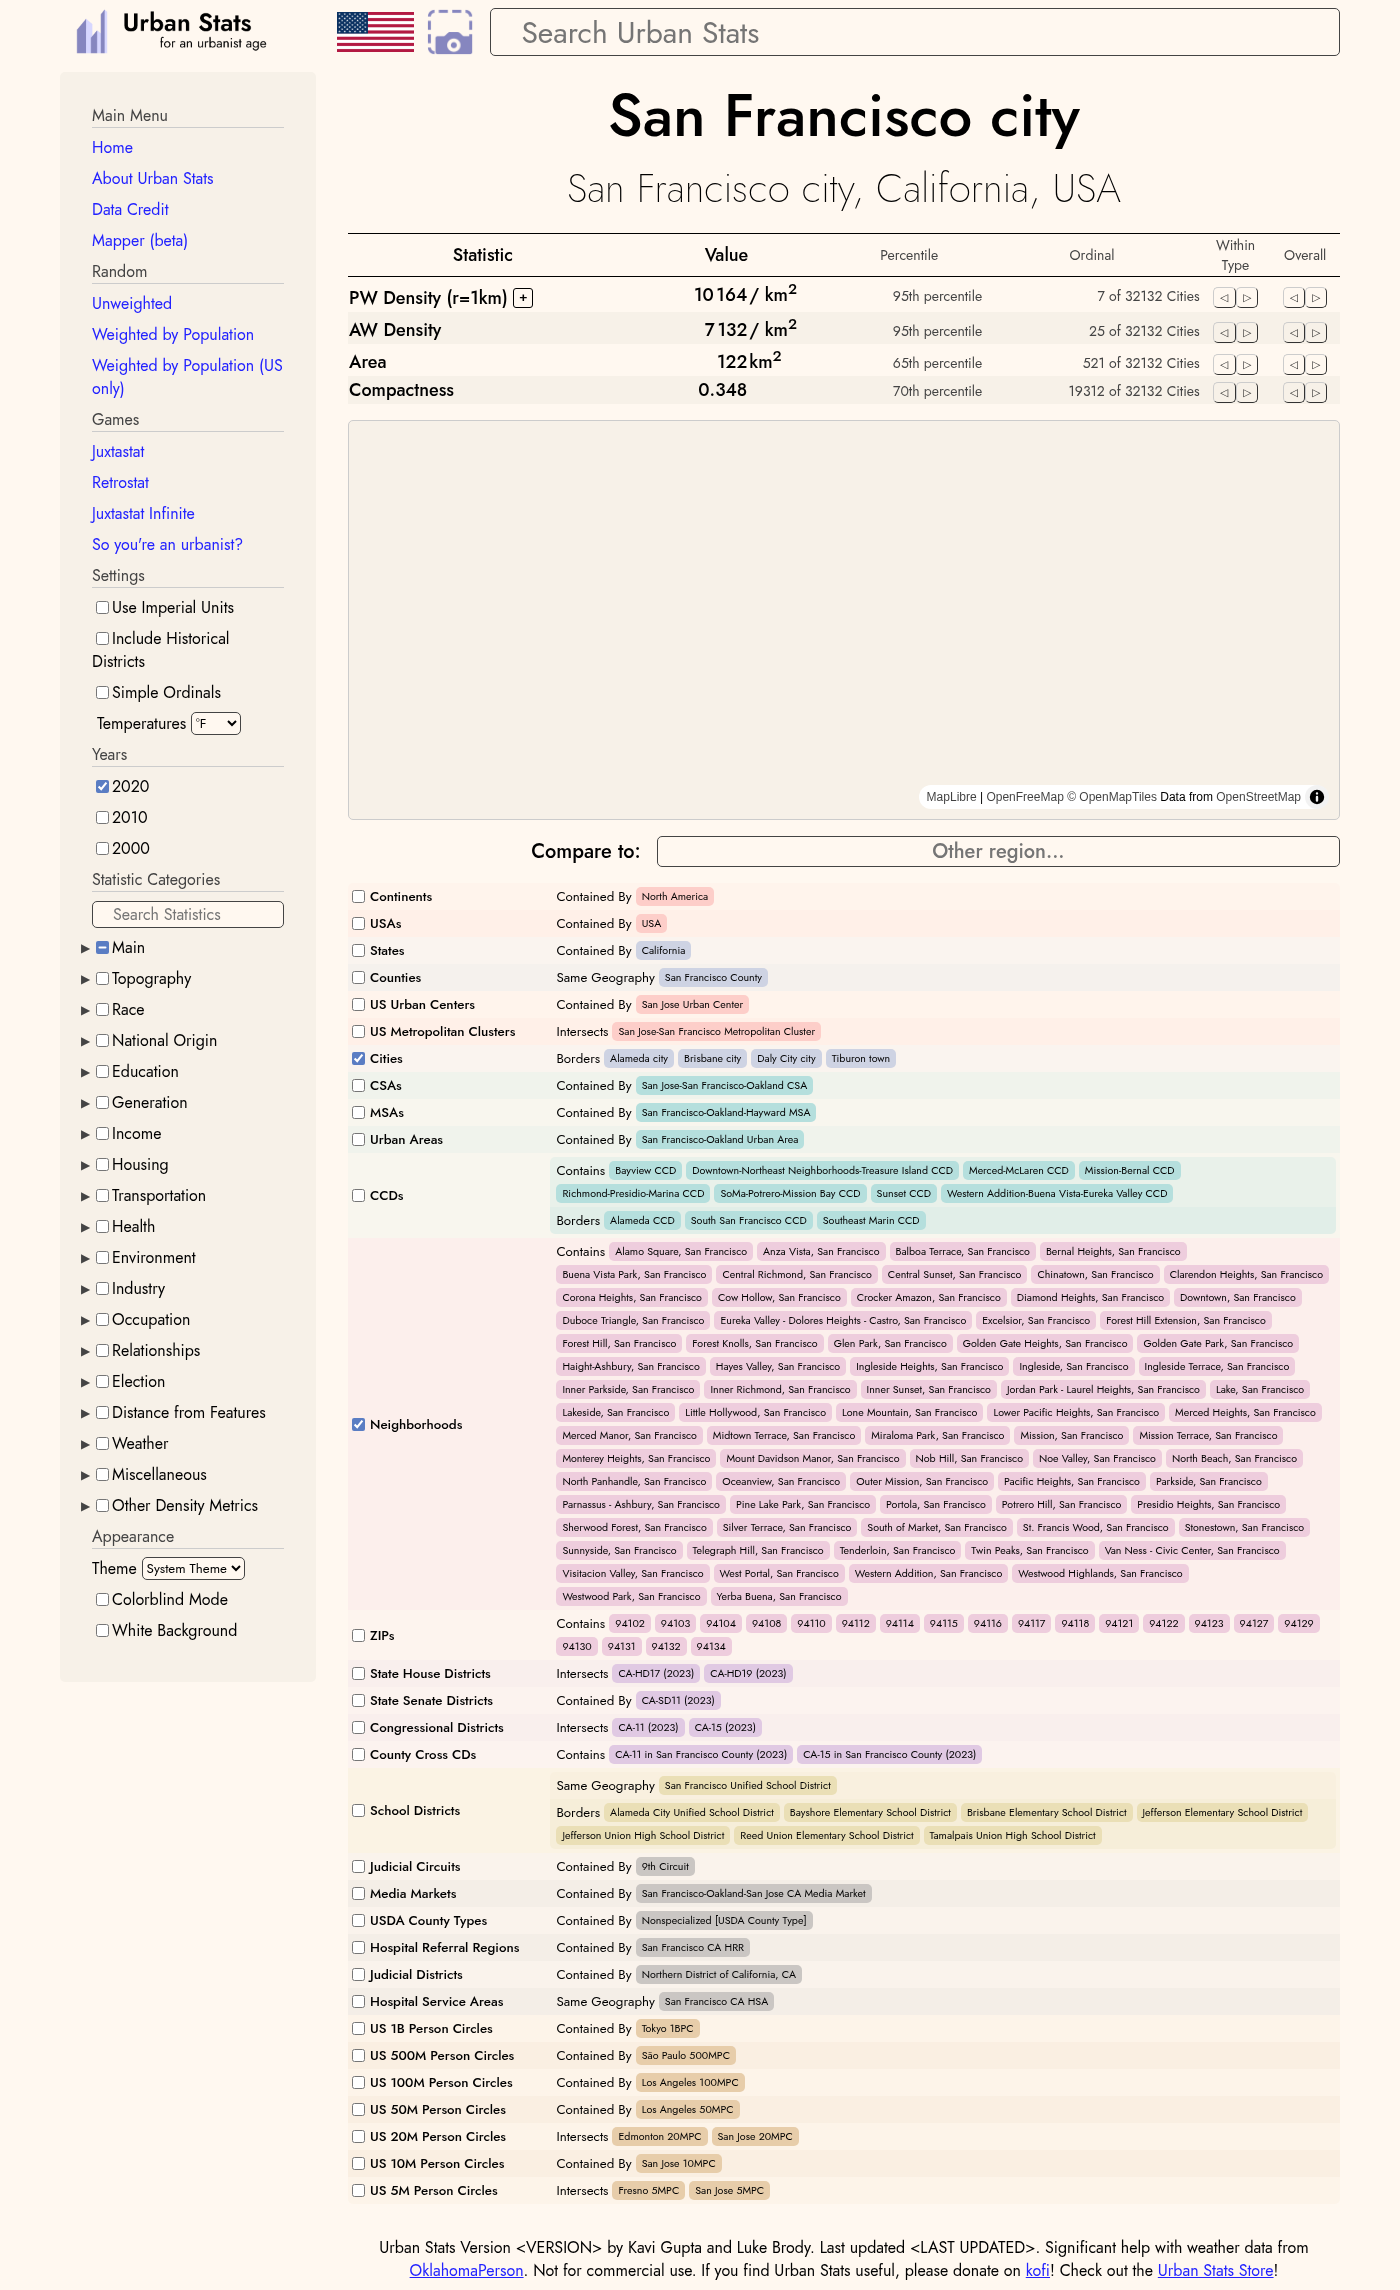 Urban Stats
for an urbanist age
Search Urban Stats
Main Menu
Home
About Urban Stats
Data Credit
Mapper (beta)
Random
Unweighted
Weighted by Population
Weighted by Population (US
only)
Games
Juxtastat
Retrostat
Juxtastat Infinite
So you're an urbanist?
Settings
Use Imperial Units
Include Historical
Districts
Simple Ordinals
Temperatures °F
Years
2020
2010
2000
Statistic Categories
Search Statistics
Main
Topography
Race
National Origin
Education
Generation
Income
Housing
Transportation
Health
Environment
Industry
Occupation
Relationships
Election
Distance from Features
Weather
Miscellaneous
Other Density Metrics
Appearance
Theme System Theme
Colorblind Mode
White Background
San Francisco city
San Francisco city, California, USA
Statistic Value Percentile Ordinal Within Type Overall
PW Density (r=1km) + 10 164 / km² 95th percentile 7 of 32132 Cities
AW Density 7 132 / km² 95th percentile 25 of 32132 Cities
Area 122 km² 65th percentile 521 of 32132 Cities
Compactness 0.348 70th percentile 19312 of 32132 Cities
MapLibre | OpenFreeMap © OpenMapTiles Data from OpenStreetMap
Compare to: Other region...
Continents Contained By North America
USAs Contained By USA
States Contained By California
Counties Same Geography San Francisco County
US Urban Centers Contained By San Jose Urban Center
US Metropolitan Clusters Intersects San Jose-San Francisco Metropolitan Cluster
Cities Borders Alameda city Brisbane city Daly City city Tiburon town
CSAs Contained By San Jose-San Francisco-Oakland CSA
MSAs Contained By San Francisco-Oakland-Hayward MSA
Urban Areas Contained By San Francisco-Oakland Urban Area
CCDs
Contains Bayview CCD Downtown-Northeast Neighborhoods-Treasure Island CCD Merced-McLaren CCD Mission-Bernal CCD
Richmond-Presidio-Marina CCD SoMa-Potrero-Mission Bay CCD Sunset CCD Western Addition-Buena Vista-Eureka Valley CCD
Borders Alameda CCD South San Francisco CCD Southeast Marin CCD
Neighborhoods
Contains Alamo Square, San Francisco Anza Vista, San Francisco Balboa Terrace, San Francisco Bernal Heights, San Francisco
Buena Vista Park, San Francisco Central Richmond, San Francisco Central Sunset, San Francisco Chinatown, San Francisco Clarendon Heights, San Francisco
Corona Heights, San Francisco Cow Hollow, San Francisco Crocker Amazon, San Francisco Diamond Heights, San Francisco Downtown, San Francisco
Duboce Triangle, San Francisco Eureka Valley - Dolores Heights - Castro, San Francisco Excelsior, San Francisco Forest Hill Extension, San Francisco
Forest Hill, San Francisco Forest Knolls, San Francisco Glen Park, San Francisco Golden Gate Heights, San Francisco Golden Gate Park, San Francisco
Haight-Ashbury, San Francisco Hayes Valley, San Francisco Ingleside Heights, San Francisco Ingleside, San Francisco Ingleside Terrace, San Francisco
Inner Parkside, San Francisco Inner Richmond, San Francisco Inner Sunset, San Francisco Jordan Park - Laurel Heights, San Francisco Lake, San Francisco
Lakeside, San Francisco Little Hollywood, San Francisco Lone Mountain, San Francisco Lower Pacific Heights, San Francisco Merced Heights, San Francisco
Merced Manor, San Francisco Midtown Terrace, San Francisco Miraloma Park, San Francisco Mission, San Francisco Mission Terrace, San Francisco
Monterey Heights, San Francisco Mount Davidson Manor, San Francisco Nob Hill, San Francisco Noe Valley, San Francisco North Beach, San Francisco
North Panhandle, San Francisco Oceanview, San Francisco Outer Mission, San Francisco Pacific Heights, San Francisco Parkside, San Francisco
Parnassus - Ashbury, San Francisco Pine Lake Park, San Francisco Portola, San Francisco Potrero Hill, San Francisco Presidio Heights, San Francisco
Sherwood Forest, San Francisco Silver Terrace, San Francisco South of Market, San Francisco St. Francis Wood, San Francisco Stonestown, San Francisco
Sunnyside, San Francisco Telegraph Hill, San Francisco Tenderloin, San Francisco Twin Peaks, San Francisco Van Ness - Civic Center, San Francisco
Visitacion Valley, San Francisco West Portal, San Francisco Western Addition, San Francisco Westwood Highlands, San Francisco
Westwood Park, San Francisco Yerba Buena, San Francisco
ZIPs
Contains 94102 94103 94104 94108 94110 94112 94114 94115 94116 94117 94118 94121 94122 94123 94127 94129
94130 94131 94132 94134
State House Districts Intersects CA-HD17 (2023) CA-HD19 (2023)
State Senate Districts Contained By CA-SD11 (2023)
Congressional Districts Intersects CA-11 (2023) CA-15 (2023)
County Cross CDs Contains CA-11 in San Francisco County (2023) CA-15 in San Francisco County (2023)
School Districts
Same Geography San Francisco Unified School District
Borders Alameda City Unified School District Bayshore Elementary School District Brisbane Elementary School District Jefferson Elementary School District
Jefferson Union High School District Reed Union Elementary School District Tamalpais Union High School District
Judicial Circuits Contained By 9th Circuit
Media Markets Contained By San Francisco-Oakland-San Jose CA Media Market
USDA County Types Contained By Nonspecialized [USDA County Type]
Hospital Referral Regions Contained By San Francisco CA HRR
Judicial Districts Contained By Northern District of California, CA
Hospital Service Areas Same Geography San Francisco CA HSA
US 1B Person Circles Contained By Tokyo 1BPC
US 500M Person Circles Contained By São Paulo 500MPC
US 100M Person Circles Contained By Los Angeles 100MPC
US 50M Person Circles Contained By Los Angeles 50MPC
US 20M Person Circles Intersects Edmonton 20MPC San Jose 20MPC
US 10M Person Circles Contained By San Jose 10MPC
US 5M Person Circles Intersects Fresno 5MPC San Jose 5MPC
Urban Stats Version <VERSION> by Kavi Gupta and Luke Brody. Last updated <LAST UPDATED>. Significant help with weather data from
OklahomaPerson. Not for commercial use. If you find Urban Stats useful, please donate on kofi! Check out the Urban Stats Store!